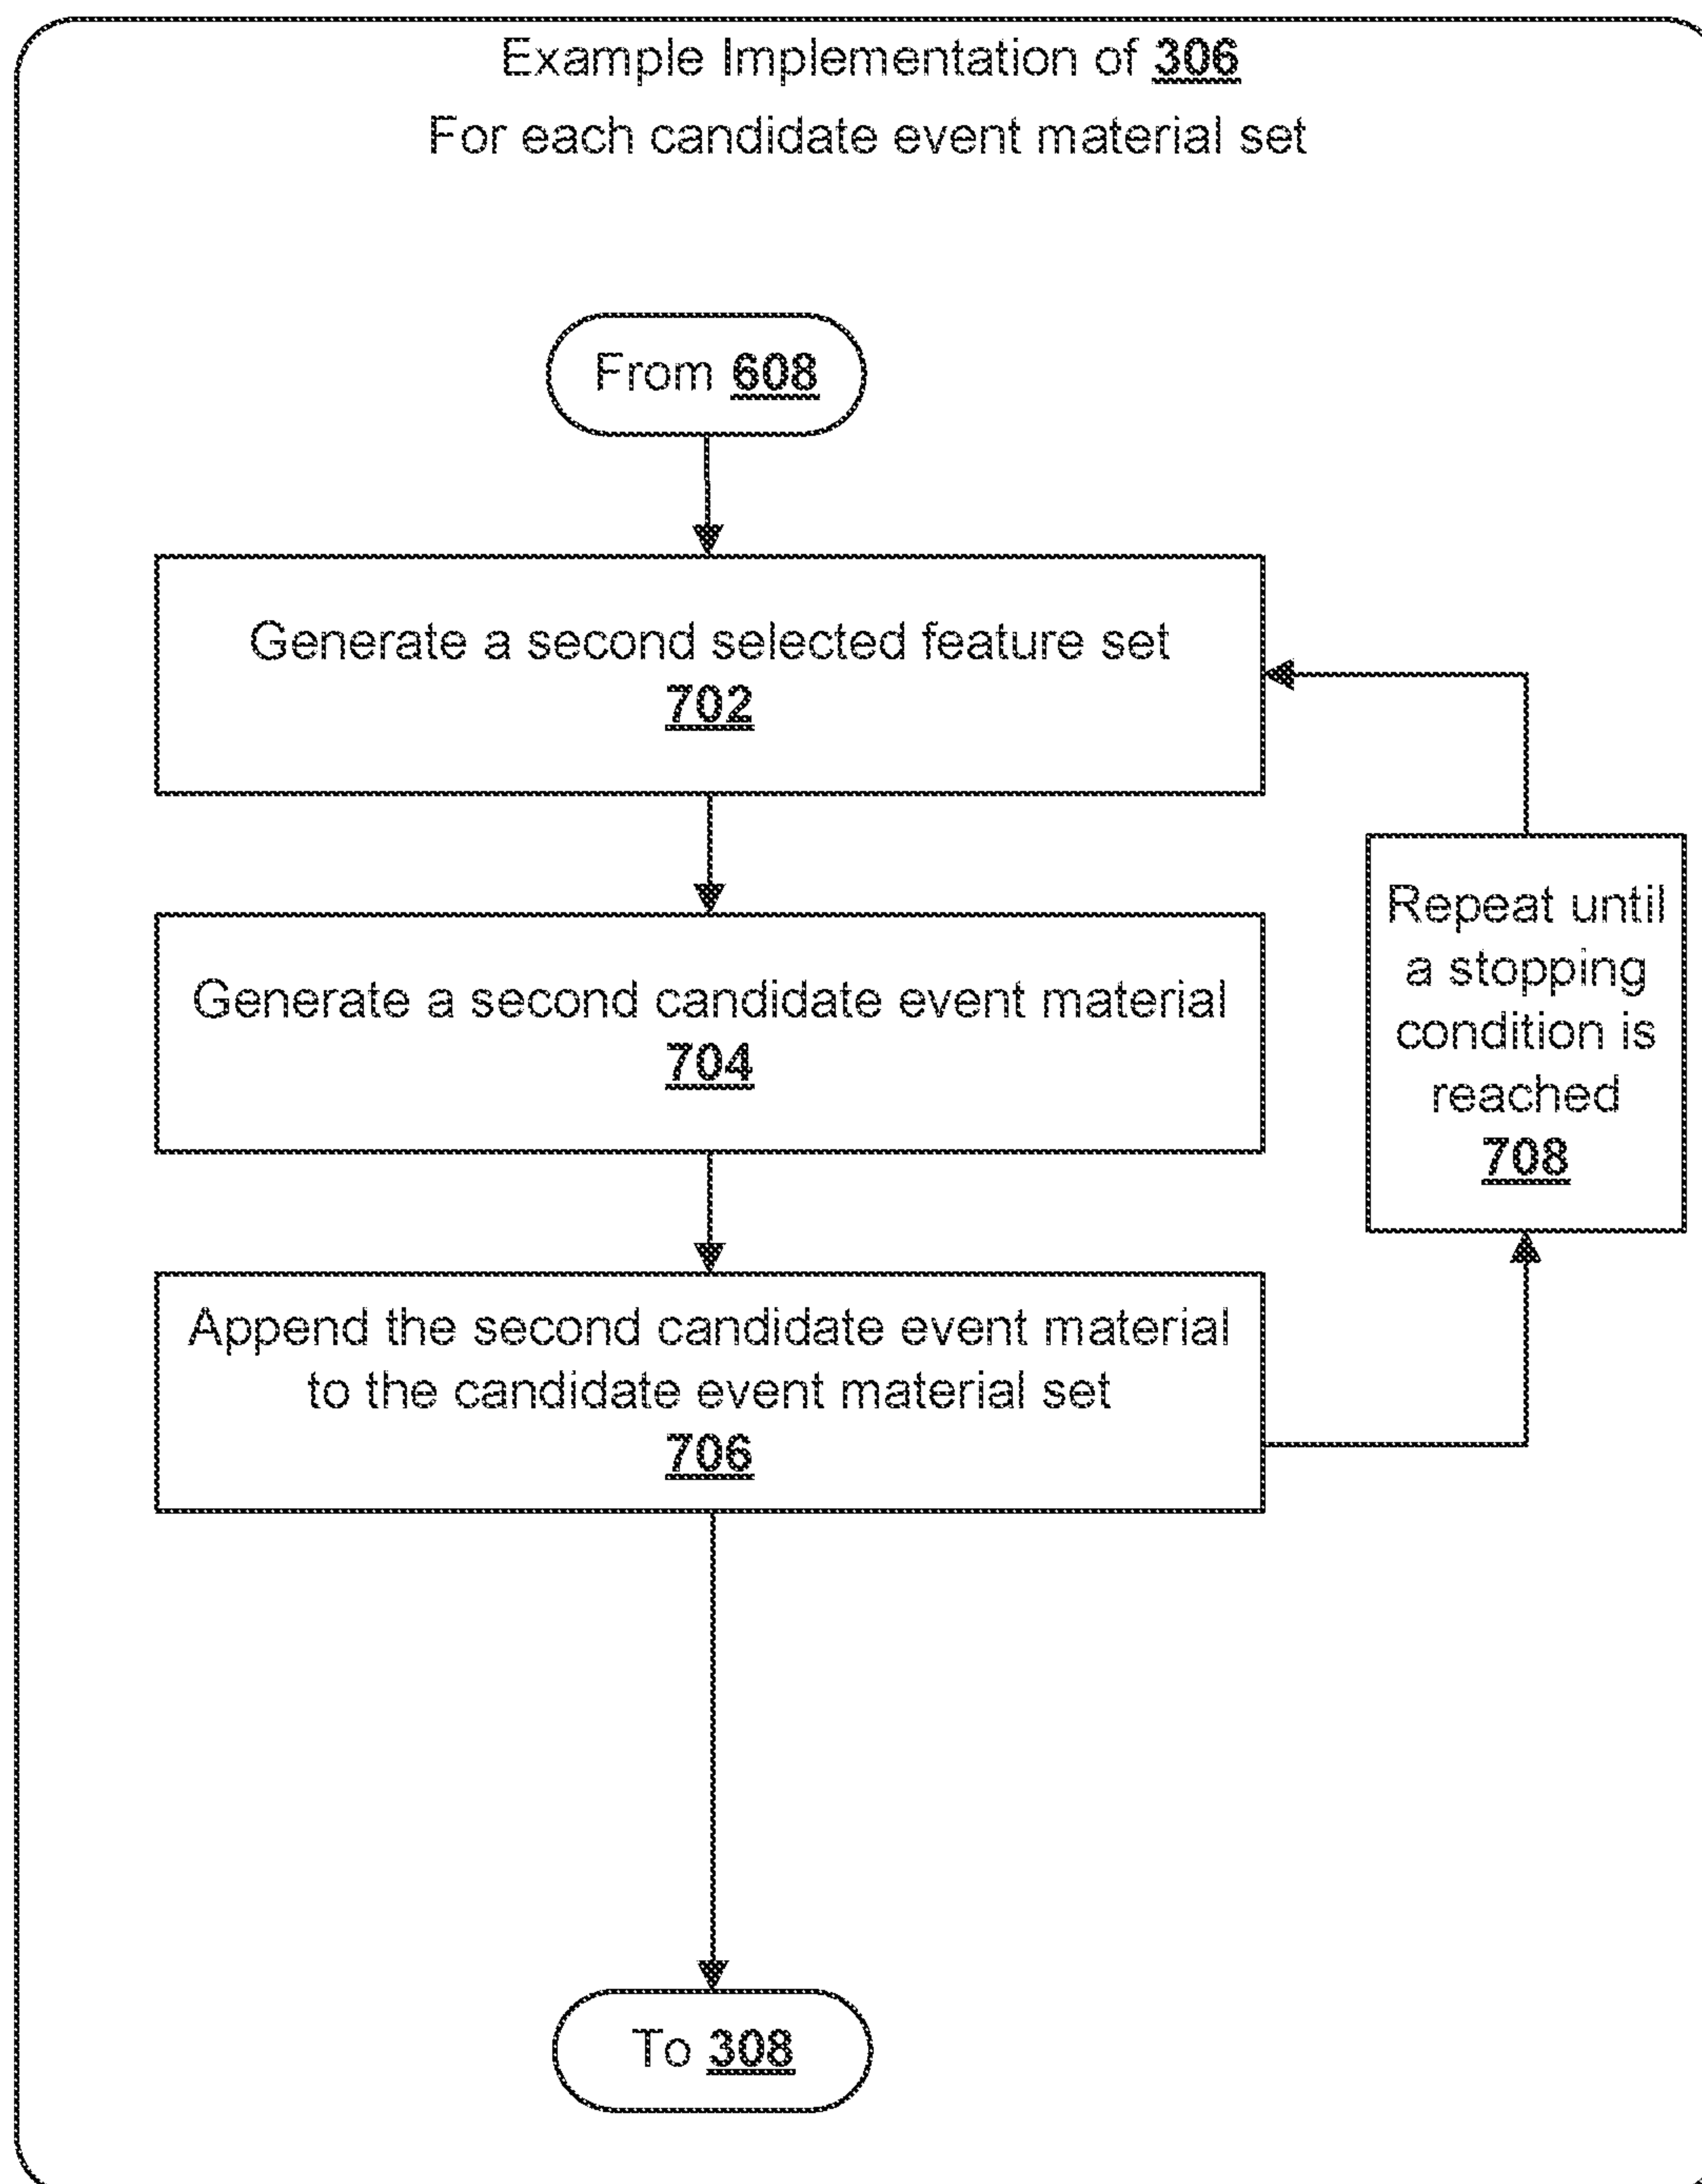 Example Implementation of 306
For each candidate event material set
From 608
Generate a second selected feature set
702
Generate a second candidate event material
704
Append the second candidate event material
to the candidate event material set
706
Repeat until
a stopping
condition is
reached
708
To 308